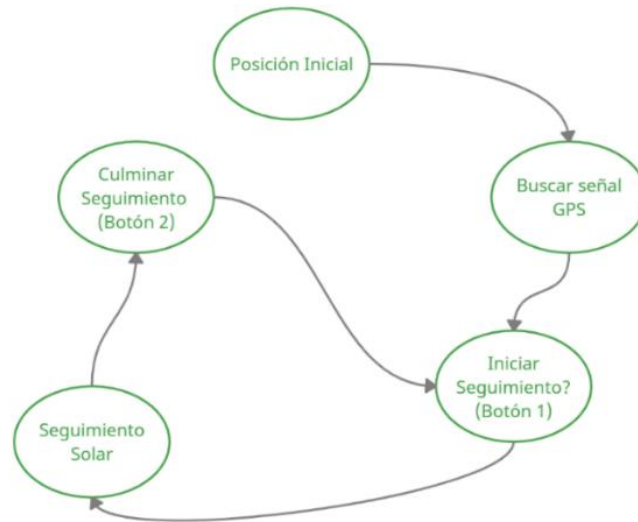 Posición Inicial
Buscar señal
GPS
Iniciar
Seguimiento?
(Botón 1)
Seguimiento
Solar
Culminar
Seguimiento
(Botón 2)